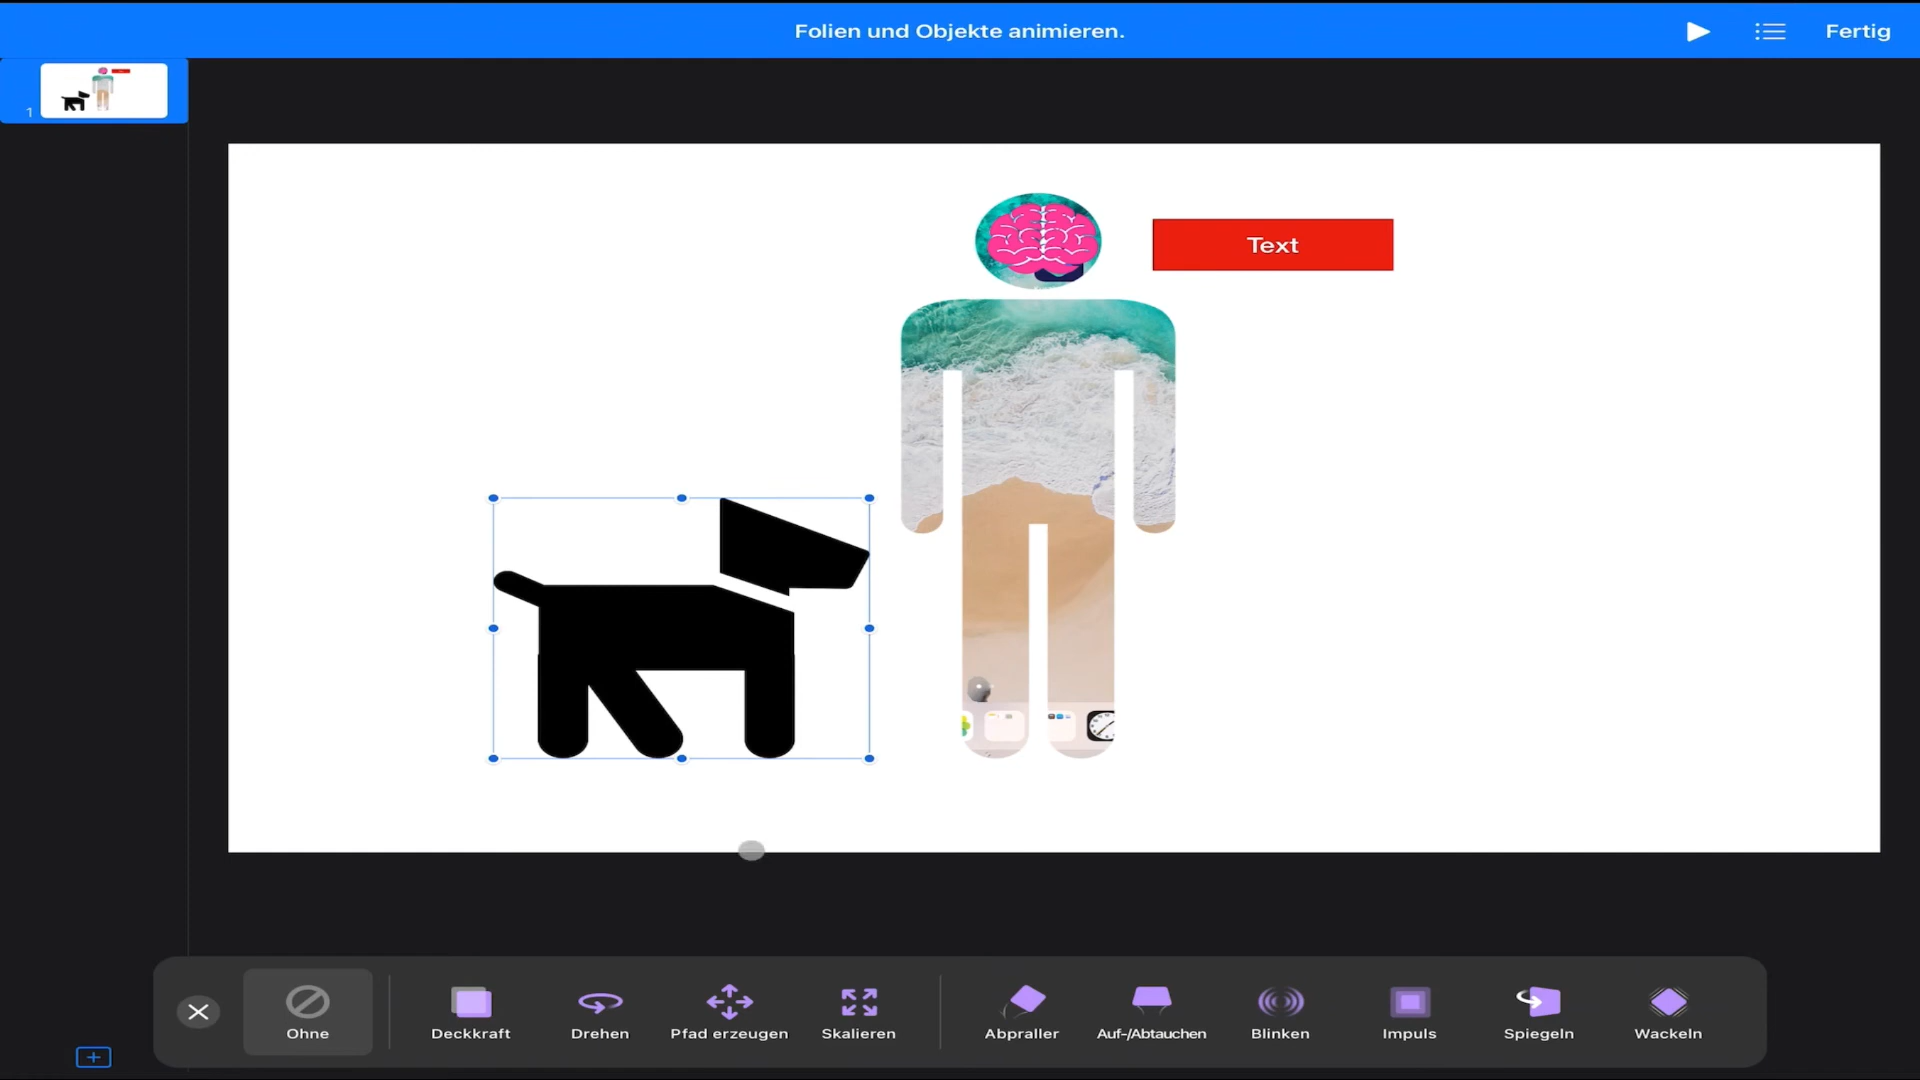 Folien und Objekte animieren.
Fertig
1
Text
Ohne
Deckkraft
Drehen
Pfad erzeugen
Skalieren
Abpraller
Auf-/Abtauchen
Blinken
Impuls
Spiegeln
Wackeln